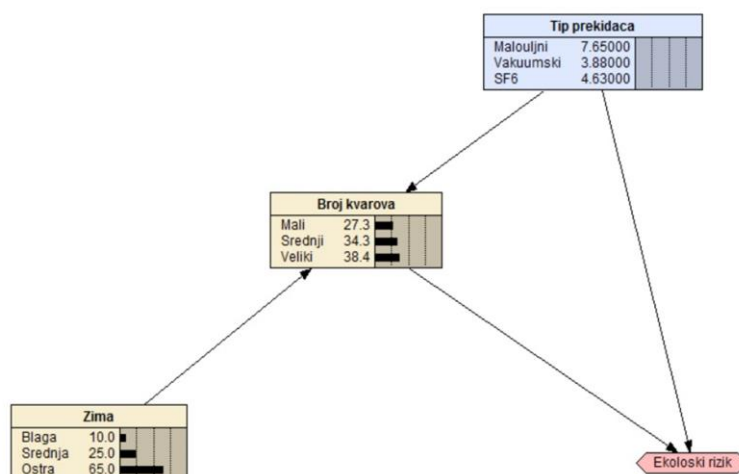 Tip prekidaca
Malouljni 7.65000
Vakuumski 3.88000
SF6 4.63000
Broj kvarova
Mali 27.3
Srednji 34.3
Veliki 38.4
Zima
Blaga 10.0
Srednja 25.0
Ostra 65.0
Ekoloski rizik